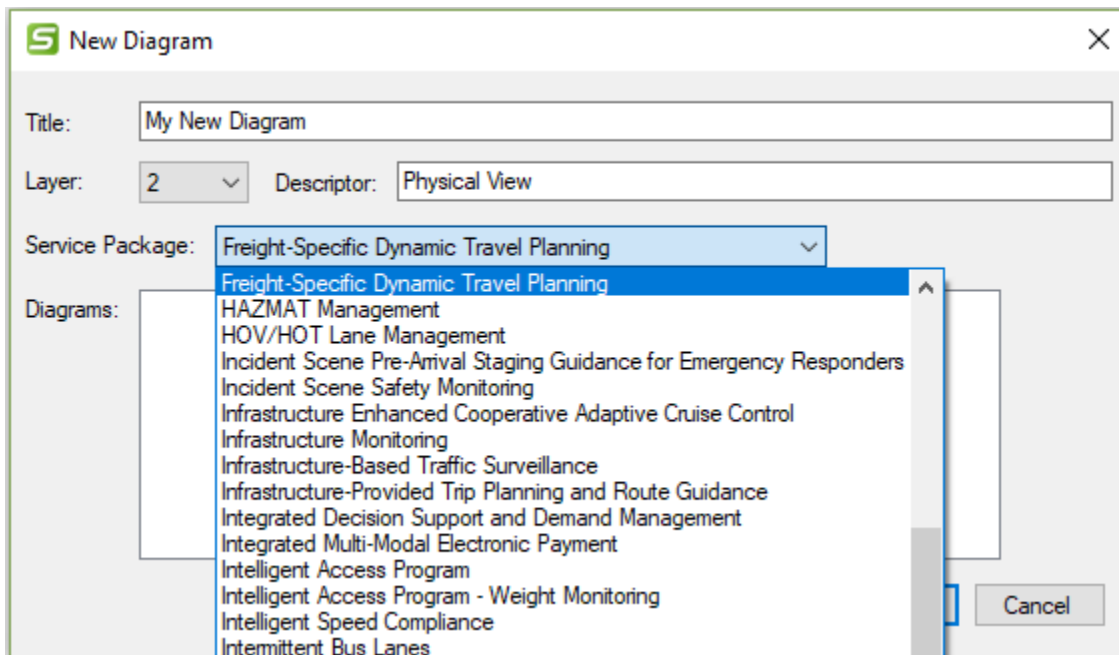 New Diagram
Title: My New Diagram
Layer: 2 Descriptor: Physical View
Service Package: Freight-Specific Dynamic Travel Planning
Freight-Specific Dynamic Travel Planning
Diagrams:
HAZMAT Management
HOV/HOT Lane Management
Incident Scene Pre-Arrival Staging Guidance for Emergency Responders
Incident Scene Safety Monitoring
Infrastructure Enhanced Cooperative Adaptive Cruise Control
Infrastructure Monitoring
Infrastructure-Based Traffic Surveillance
Infrastructure-Provided Trip Planning and Route Guidance
Integrated Decision Support and Demand Management
Integrated Multi-Modal Electronic Payment
Intelligent Access Program
Intelligent Access Program - Weight Monitoring
Intelligent Speed Compliance
Intermittent Bus Lanes
Cancel